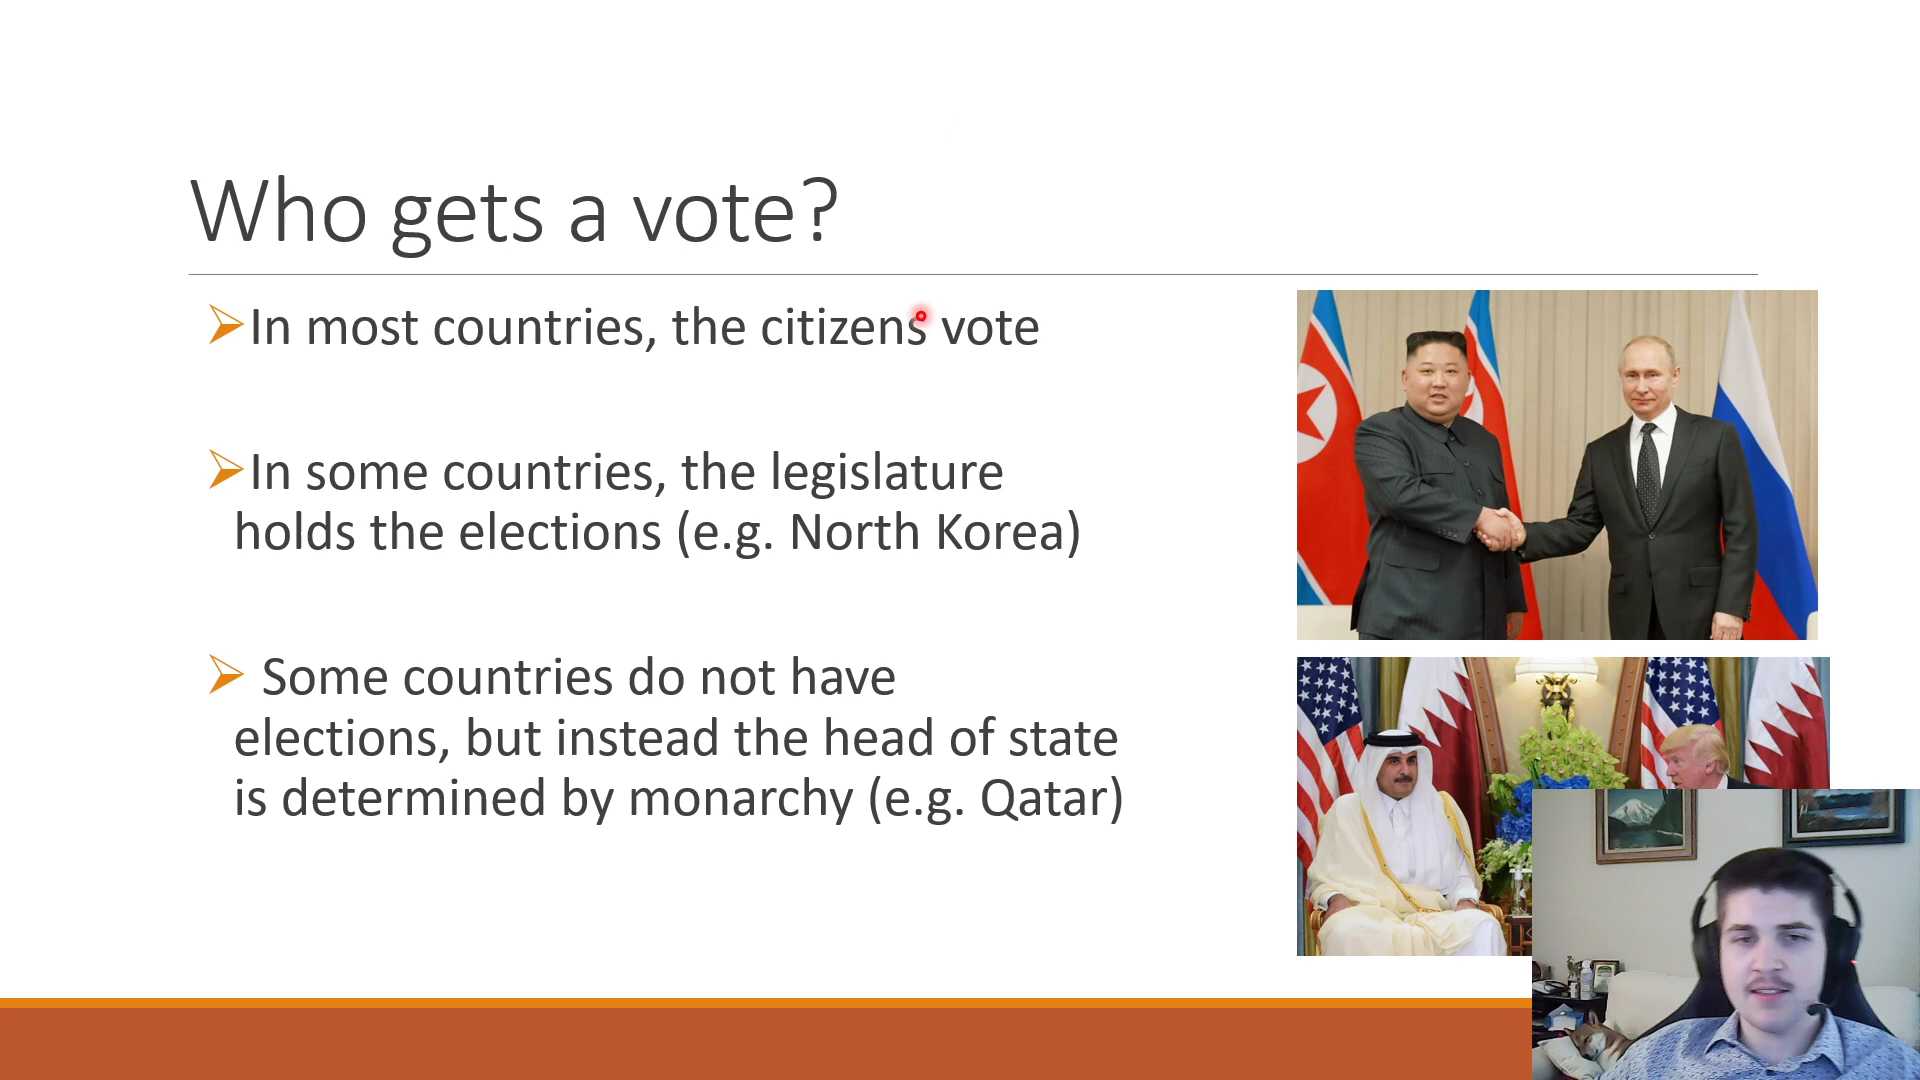 Who gets a vote?
In most countries, the citizens vote
In some countries, the legislature
holds the elections (e.g. North Korea)
Some countries do not have
elections, but instead the head of state
is determined by monarchy (e.g. Qatar)